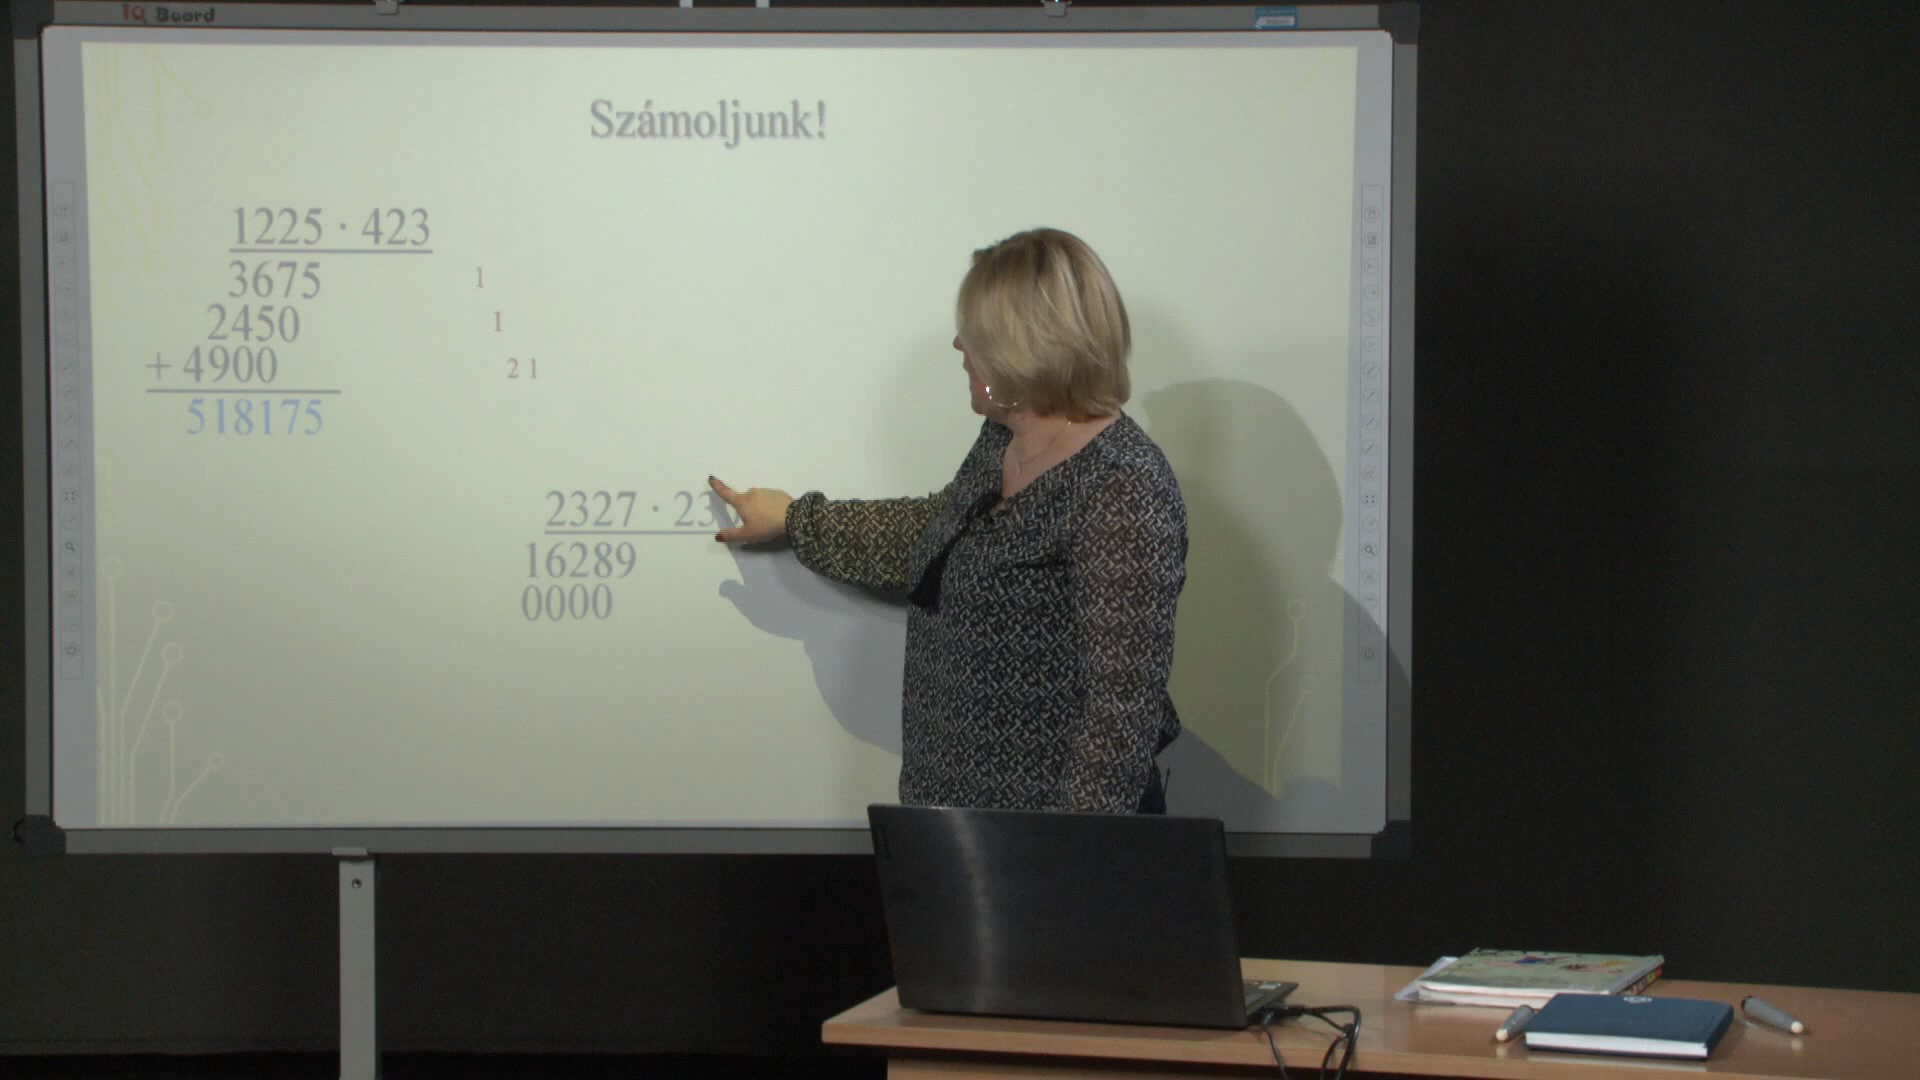 IQ Board
Számoljunk!
1225 · 423
3675 1
2450 1
+ 4900 2 1
518175
2327 · 23
16289
0000